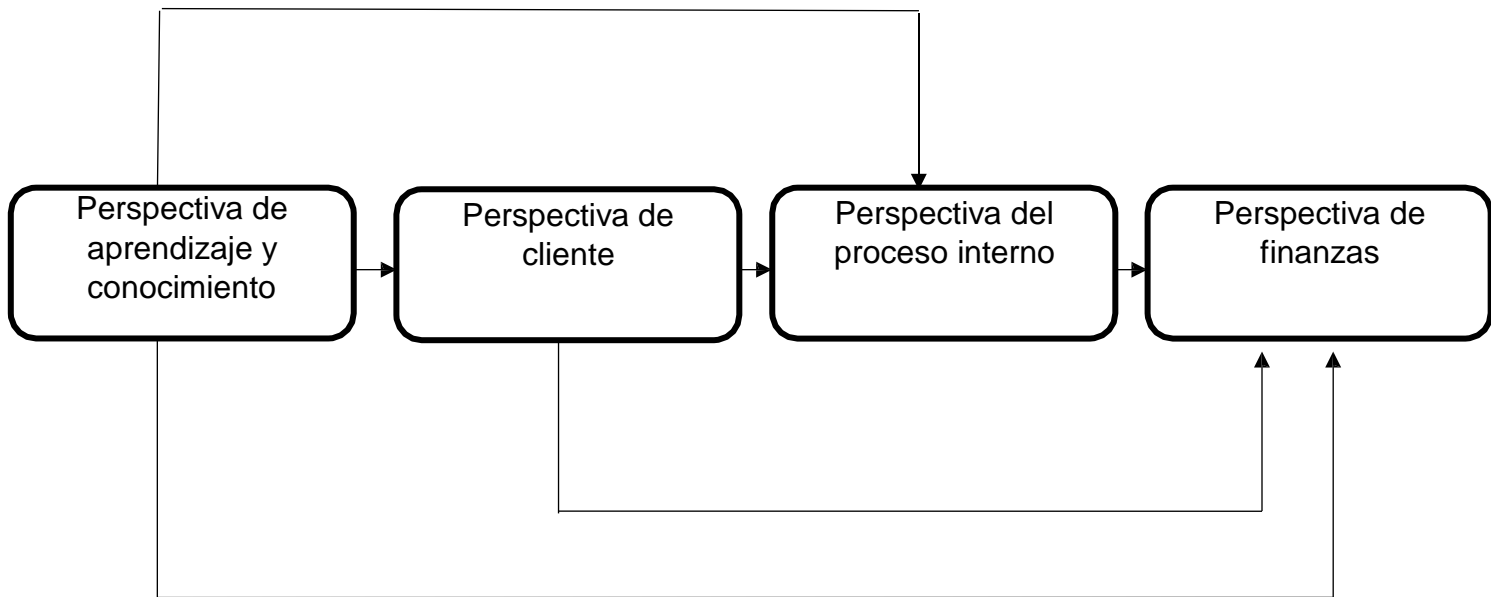 Perspectiva de
aprendizaje y
conocimiento
Perspectiva de
cliente
Perspectiva del
proceso interno
Perspectiva de
finanzas